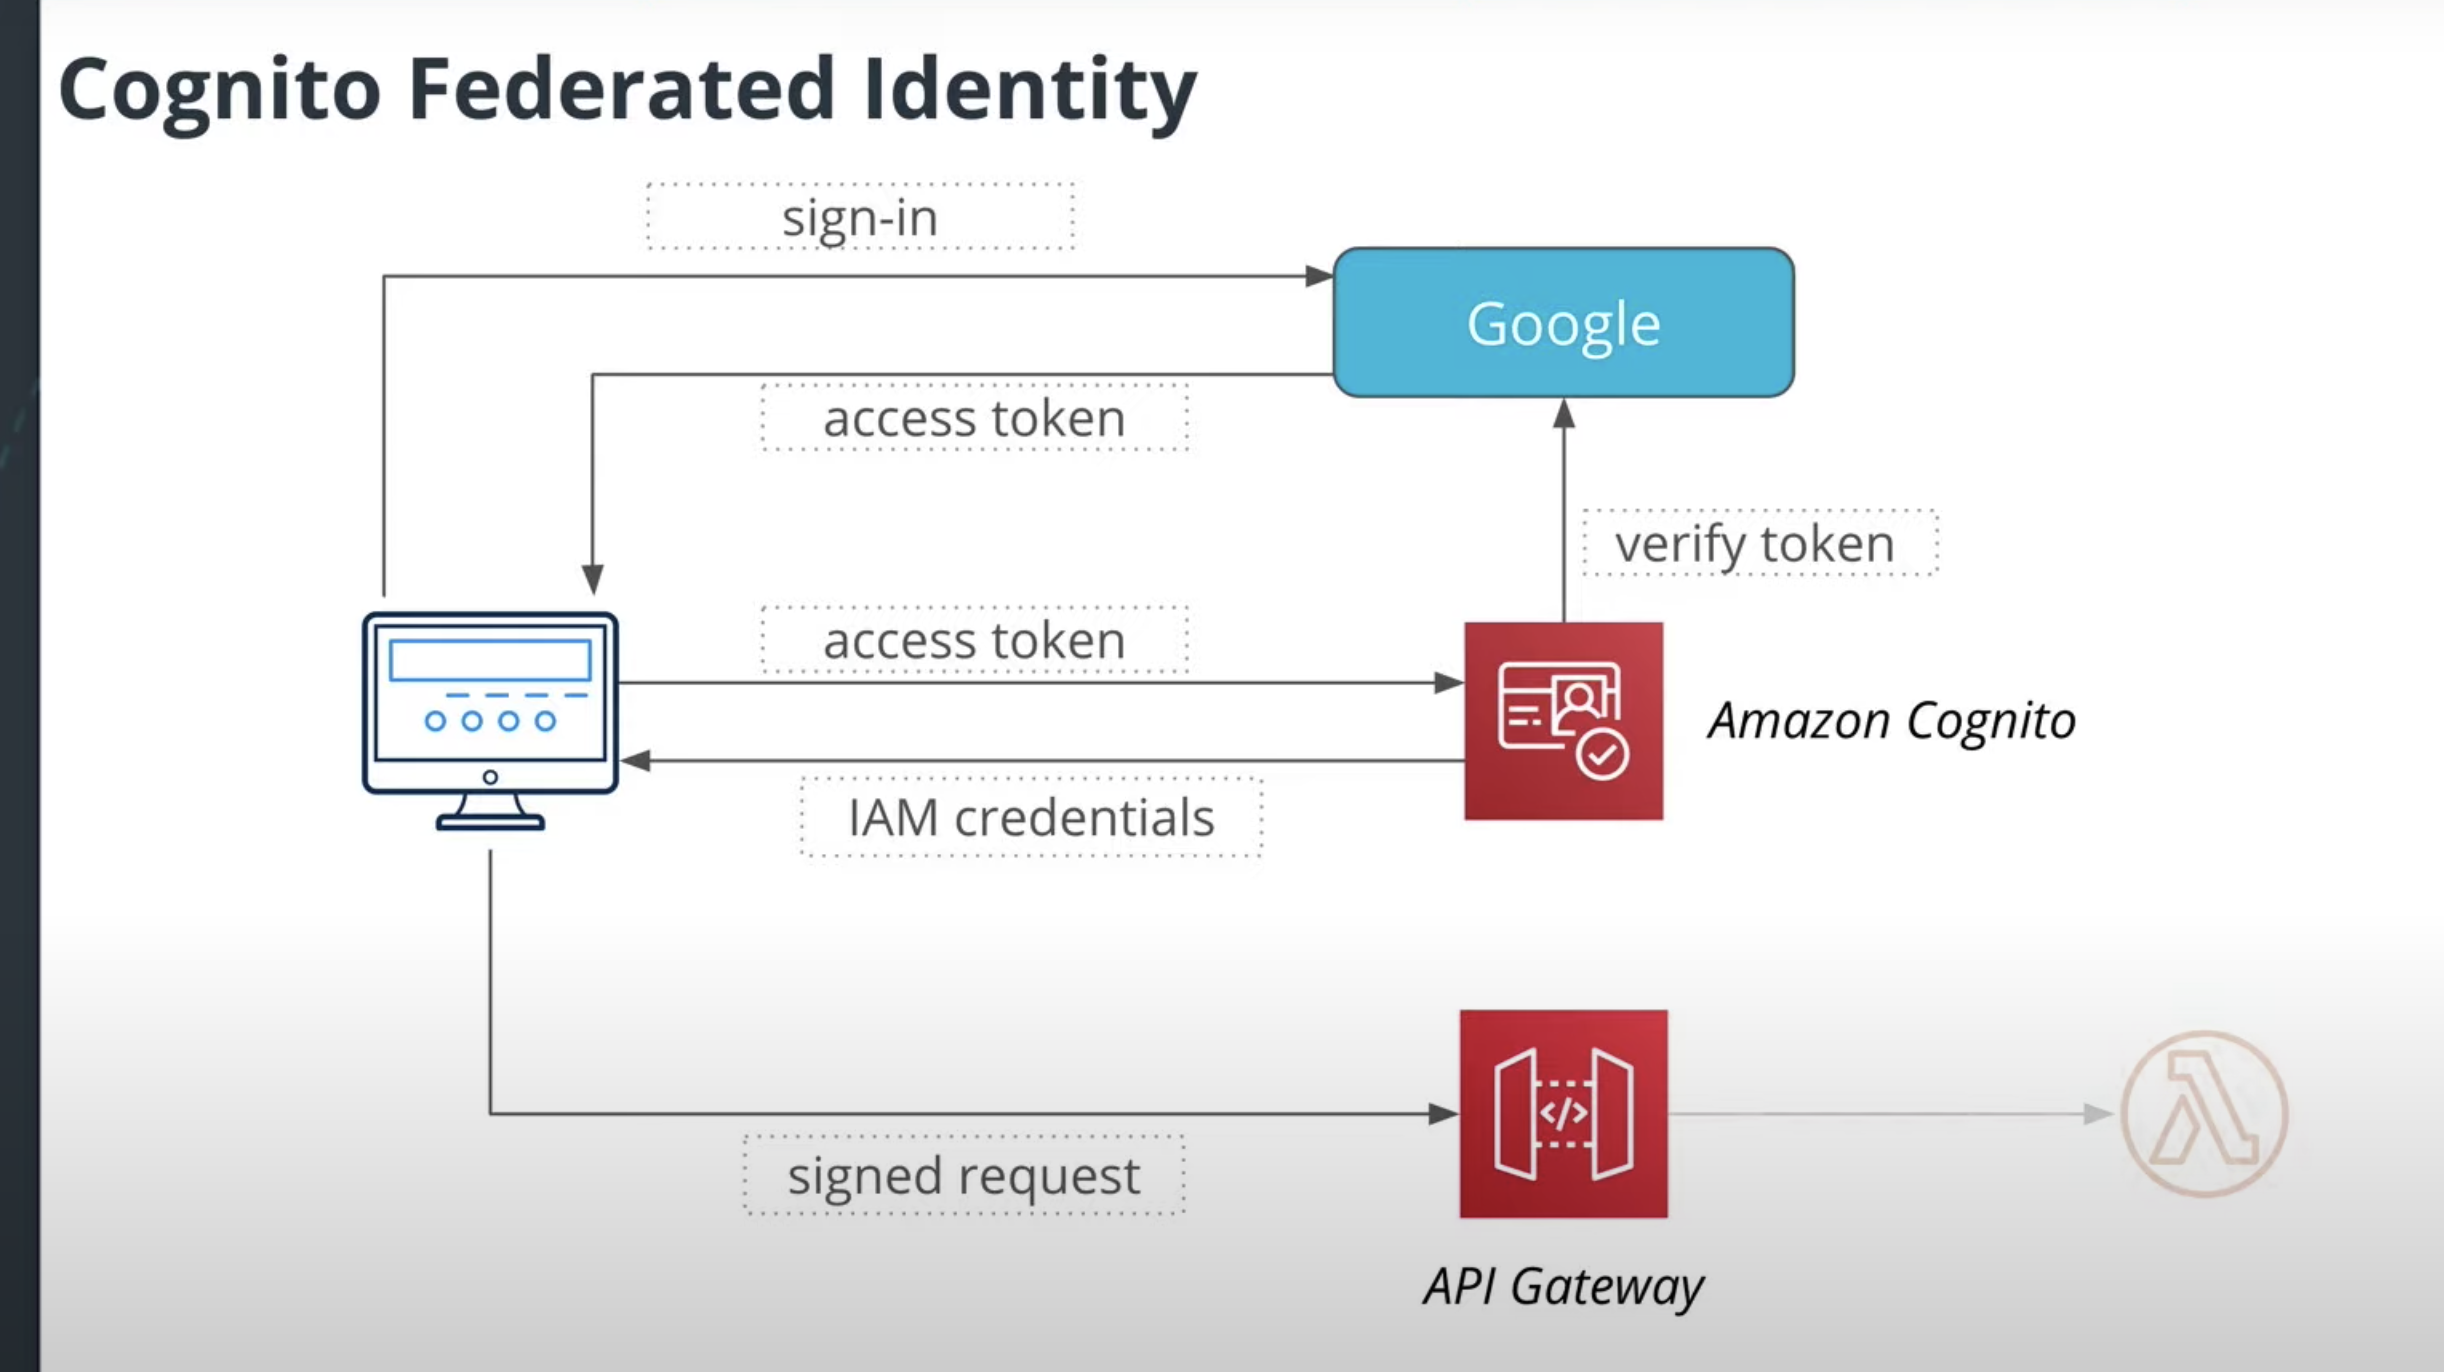 Cognito Federated Identity
sign-in
Google
access token
verify token
access token
Amazon Cognito
IAM credentials
</>
signed request
API Gateway